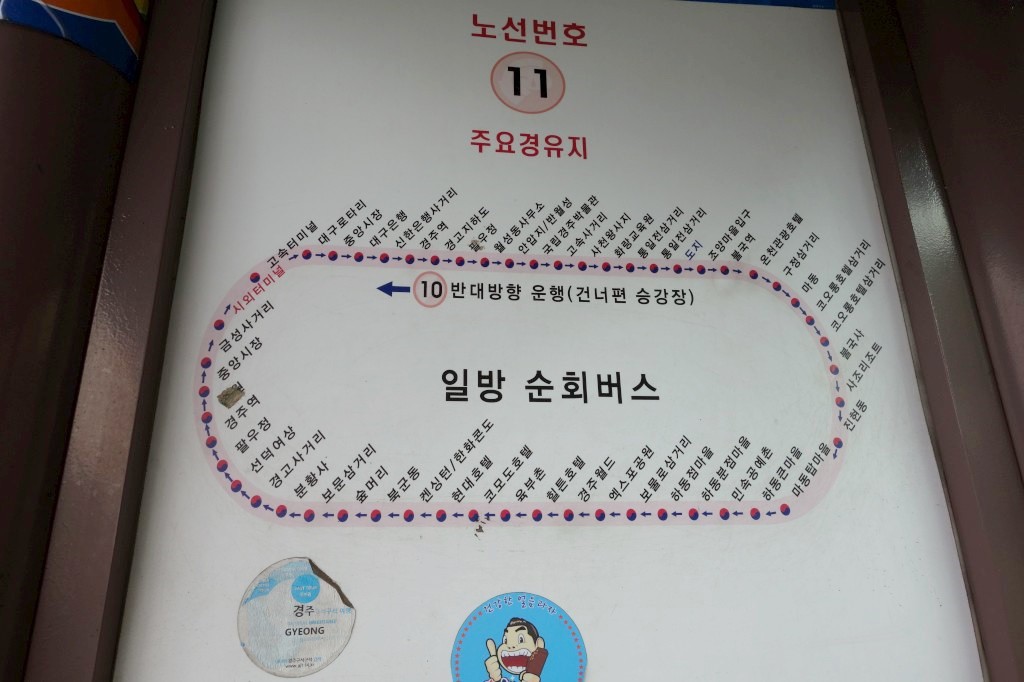 노선번호
11
주요경유지
시외터미널
고속터미널
대구로타리
중앙시장
대구은행
신한은행사거리
경주역
경고지하도
우정
월성동사무소
안압지/반월성
국립경주박물관
고속사거리
사천왕사지
화랑교육원
통일전삼거리
통일전삼거리
도지
조양마을입구
불국역
온천관광호텔
구정삼거리
마동
코오롱호텔삼거리
코오롱호텔삼거리
불국사
사조리조트
진현동
마동탑마을
하동큰마을
민속공예촌
하동분점마을
하동점마을
보불로삼거리
엑스포공원
경주월드
힐튼호텔
육부촌
코모도호텔
현대호텔
켄싱턴/한화콘도
북군동
숲머리
보문삼거리
분황사
경고사거리
선덕여상
팔우정
경주역
중앙시장
금성사거리
10 반대방향 운행(건너편 승강장)
일방 순회버스
경주
GYEONG
건강한 얼음과자